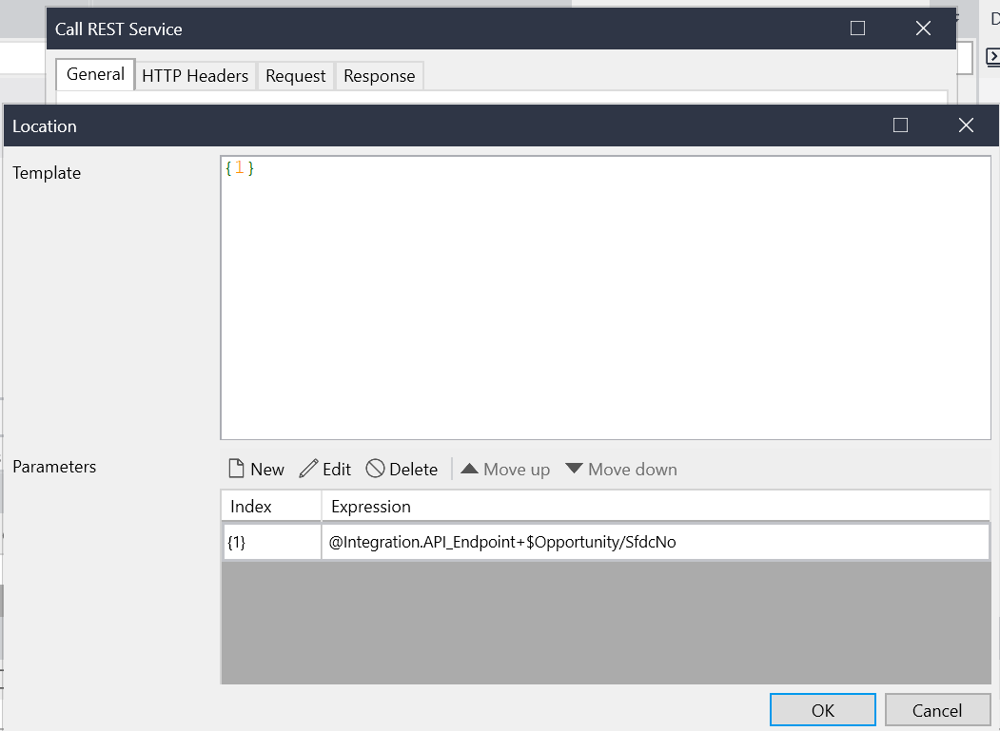 Call REST Service
General HTTP Headers Request Response
Location
Template
{1}
Parameters
New Edit Delete Move up Move down
Index Expression
{1} @Integration.API_Endpoint+$Opportunity/SfdcNo
OK Cancel